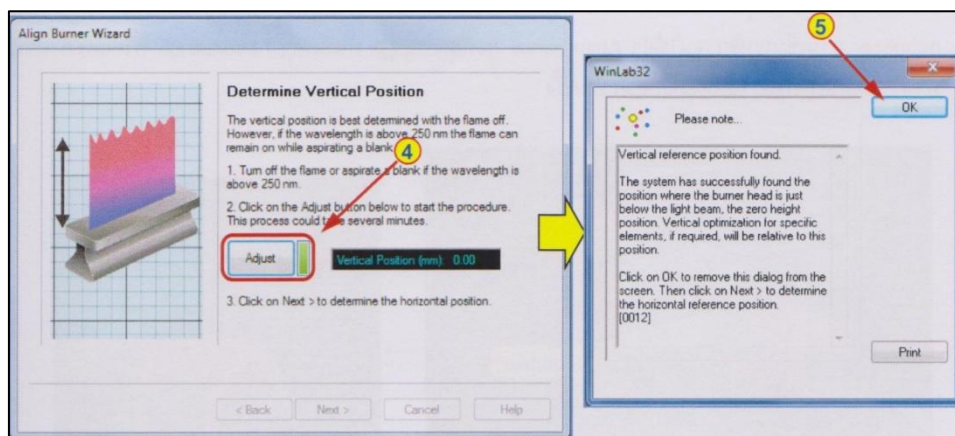 Align Burner Wizard
Determine Vertical Position
The vertical position is best determined with the flame off.
However, if the wavelength is above 250 nm the flame can
remain on while aspirating a blank.
1. Turn off the flame or aspirate a blank if the wavelength is
above 250 nm.
2. Click on the Adjust button below to start the procedure.
This process could take several minutes.
4
Adjust
Vertical Position (mm): 0.00
3. Click on Next > to determine the horizontal position.
< Back
Next >
Cancel
Help
5
WinLab32
OK
Please note...
Vertical reference position found.
The system has successfully found the
position where the burner head is just
below the light beam, the zero height
position. Vertical optimization for specific
elements, if required, will be relative to this
position.
Click on OK to remove this dialog from the
screen. Then click on Next > to determine
the horizontal reference position.
[0012]
Print